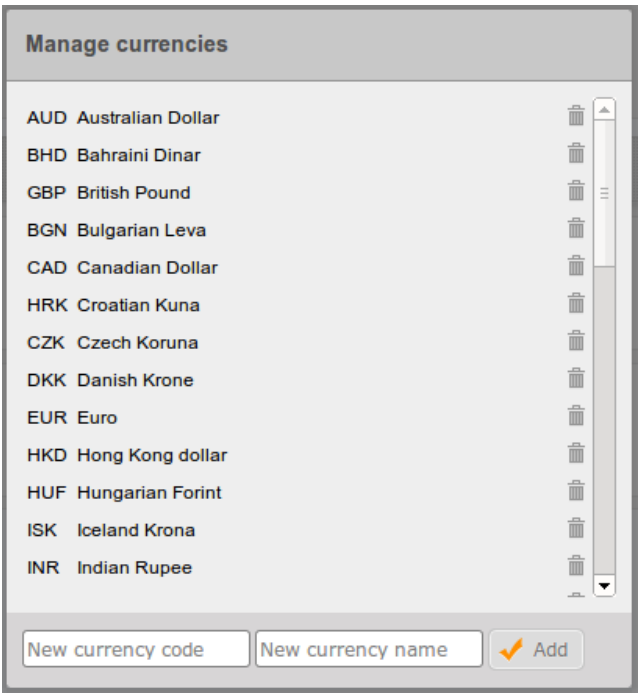 Manage currencies
AUD Australian Dollar
BHD Bahraini Dinar
GBP British Pound
BGN Bulgarian Leva
CAD Canadian Dollar
HRK Croatian Kuna
CZK Czech Koruna
DKK Danish Krone
EUR Euro
HKD Hong Kong dollar
HUF Hungarian Forint
ISK Iceland Krona
INR Indian Rupee
New currency code New currency name Add